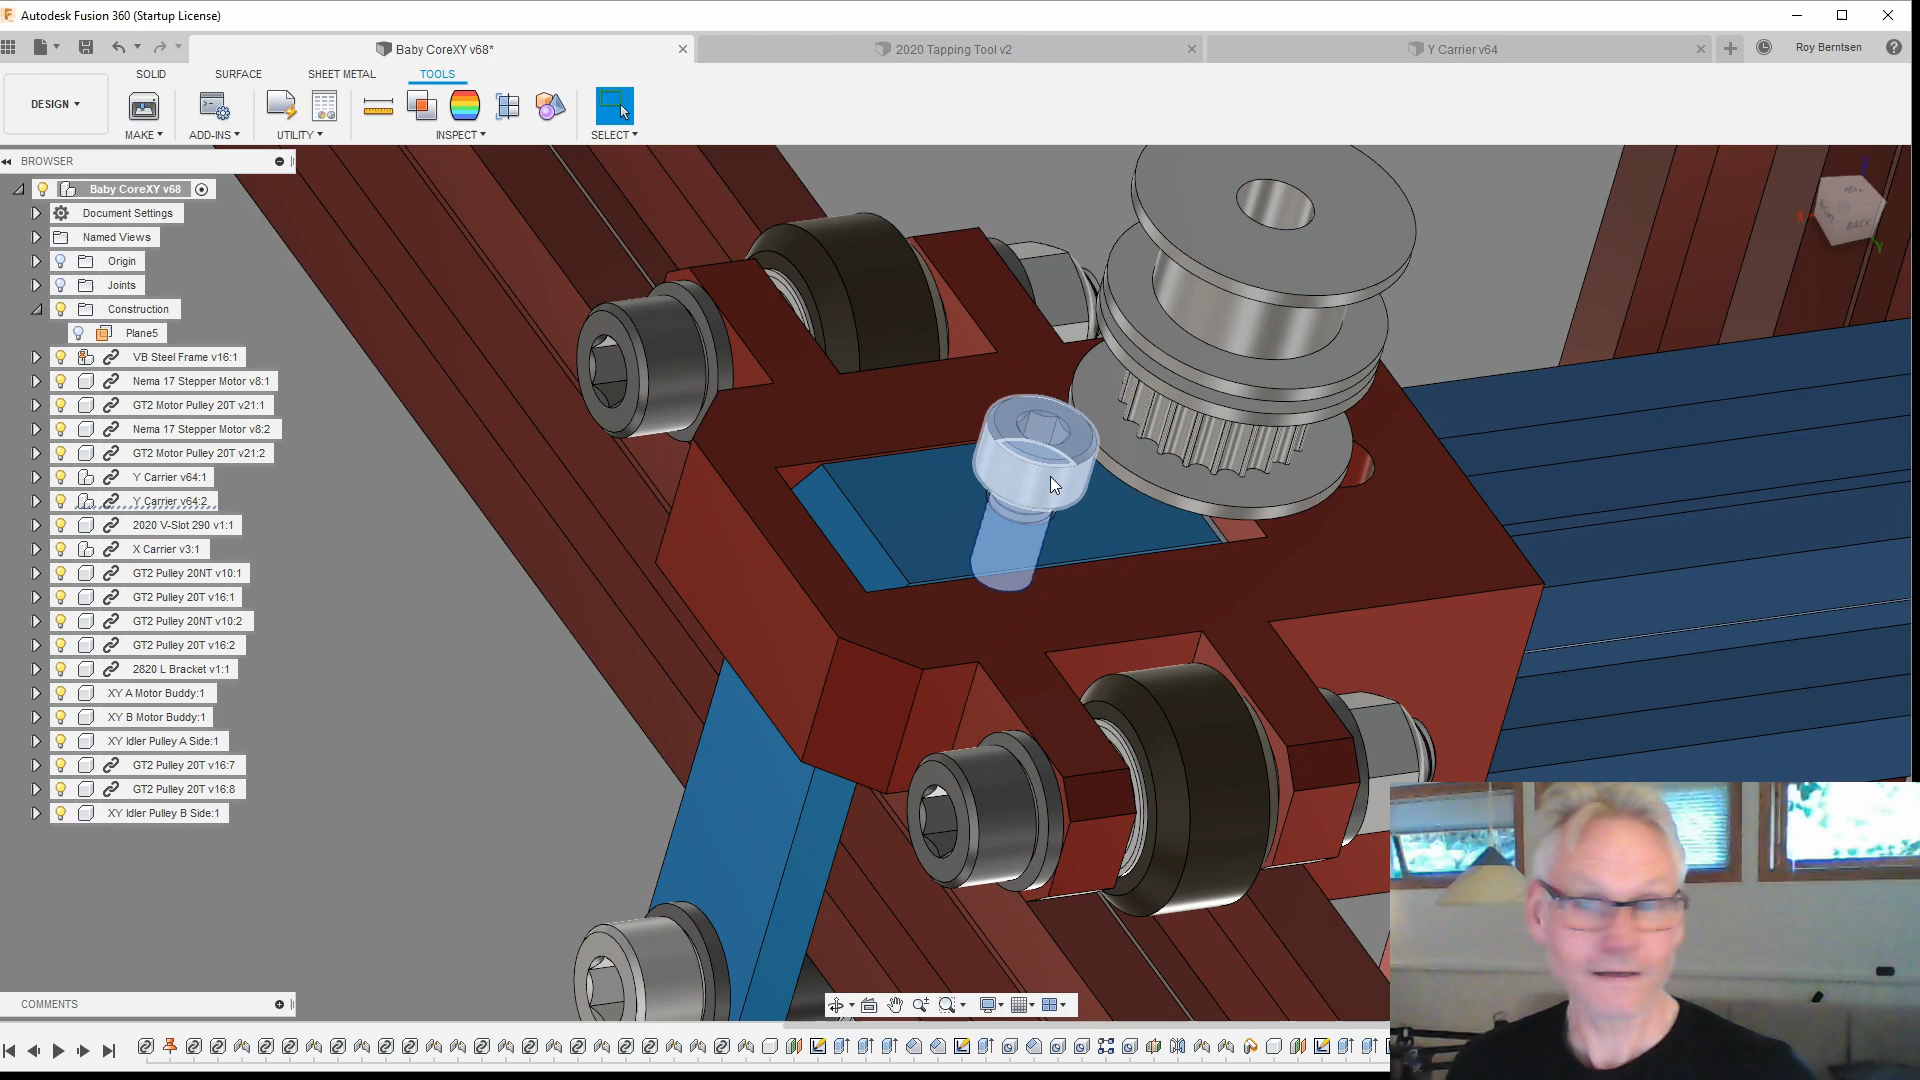 Autodesk Fusion 360 (Startup License)
Baby CoreXY v68*
2020 Tapping Tool v2
Y Carrier v64
Roy Berntsen
SOLID
SURFACE
SHEET METAL
TOOLS
DESIGN
MAKE
ADD-INS
UTILITY
INSPECT
SELECT
BROWSER
Baby CoreXY v68
Document Settings
Named Views
Origin
Joints
Construction
Plane5
VB Steel Frame v16:1
Nema 17 Stepper Motor v8:1
GT2 Motor Pulley 20T v21:1
Nema 17 Stepper Motor v8:2
GT2 Motor Pulley 20T v21:2
Y Carrier v64:1
Y Carrier v64:2
2020 V-Slot 290 v1:1
X Carrier v3:1
GT2 Pulley 20NT v10:1
GT2 Pulley 20T v16:1
GT2 Pulley 20NT v10:2
GT2 Pulley 20T v16:2
2820 L Bracket v1:1
XY A Motor Buddy:1
XY B Motor Buddy:1
XY Idler Pulley A Side:1
GT2 Pulley 20T v16:7
GT2 Pulley 20T v16:8
XY Idler Pulley B Side:1
COMMENTS
X
Y
BACK